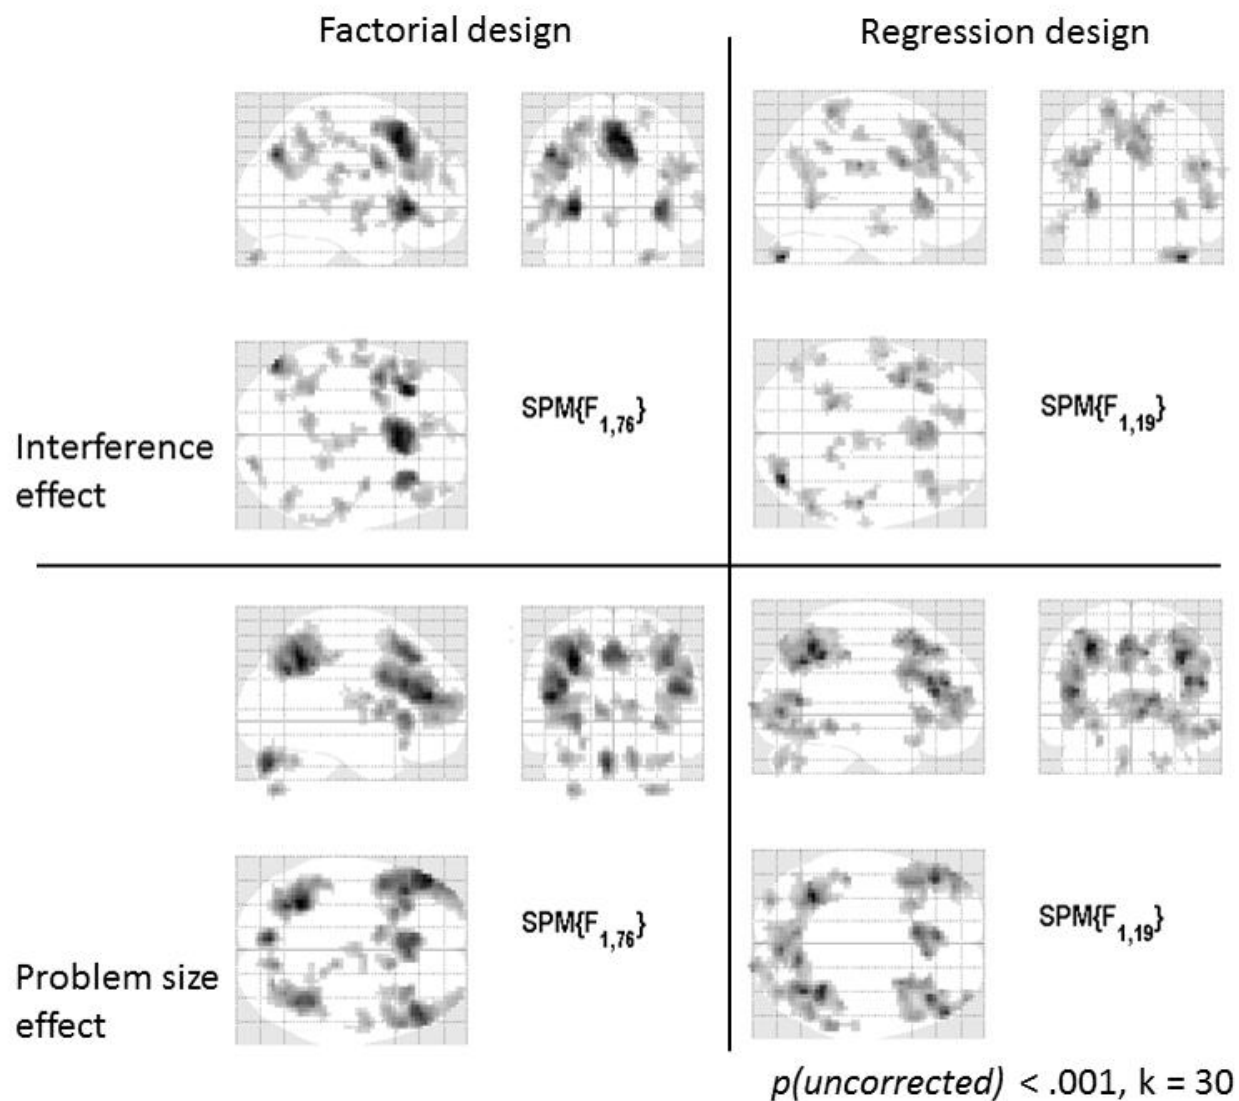 Factorial design
Regression design
Interference
effect
SPM{F1,76}
SPM{F1,19}
Problem size
effect
SPM{F1,76}
SPM{F1,19}
p(uncorrected) < .001, k = 30